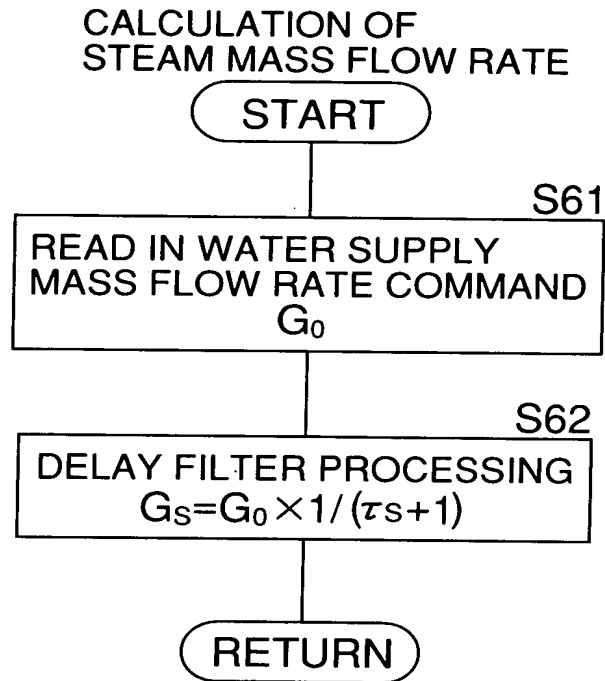 CALCULATION OF
STEAM MASS FLOW RATE
START
S61
READ IN WATER SUPPLY
MASS FLOW RATE COMMAND
G₀
S62
DELAY FILTER PROCESSING
Gₛ=G₀×1/(τs+1)
RETURN